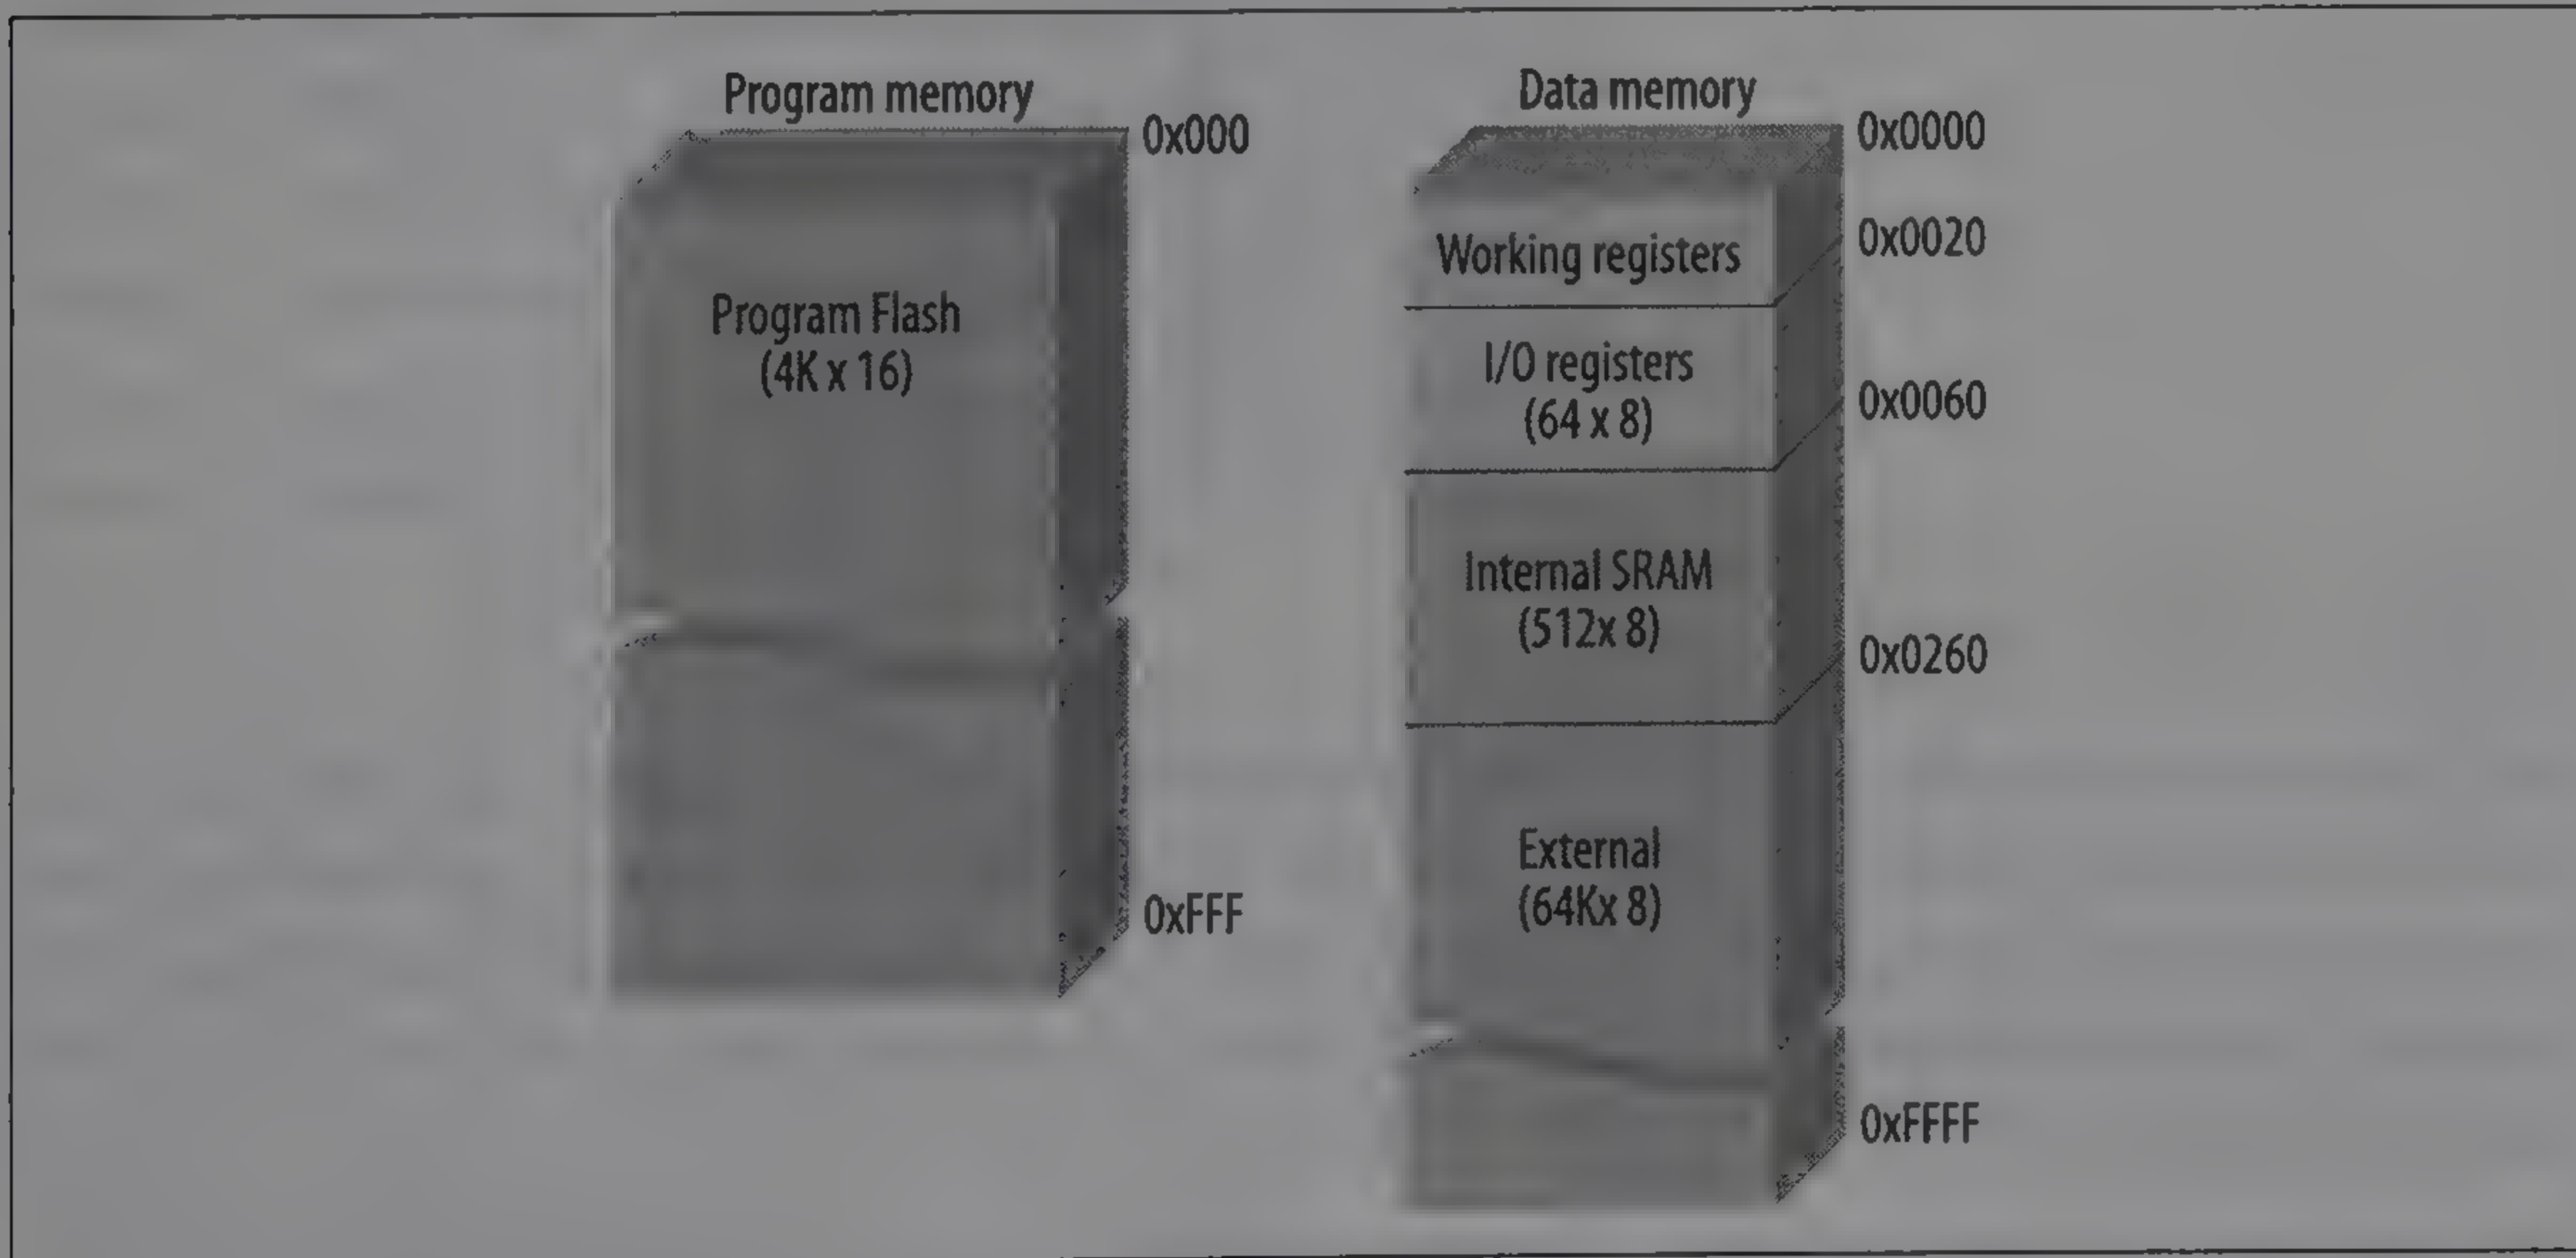 Program memory
0x000
Program Flash
(4K x 16)
0xFFF
Data memory
0x0000
Working registers
0x0020
I/O registers
(64 x 8)
0x0060
Internal SRAM
(512x 8)
0x0260
External
(64Kx 8)
0xFFFF